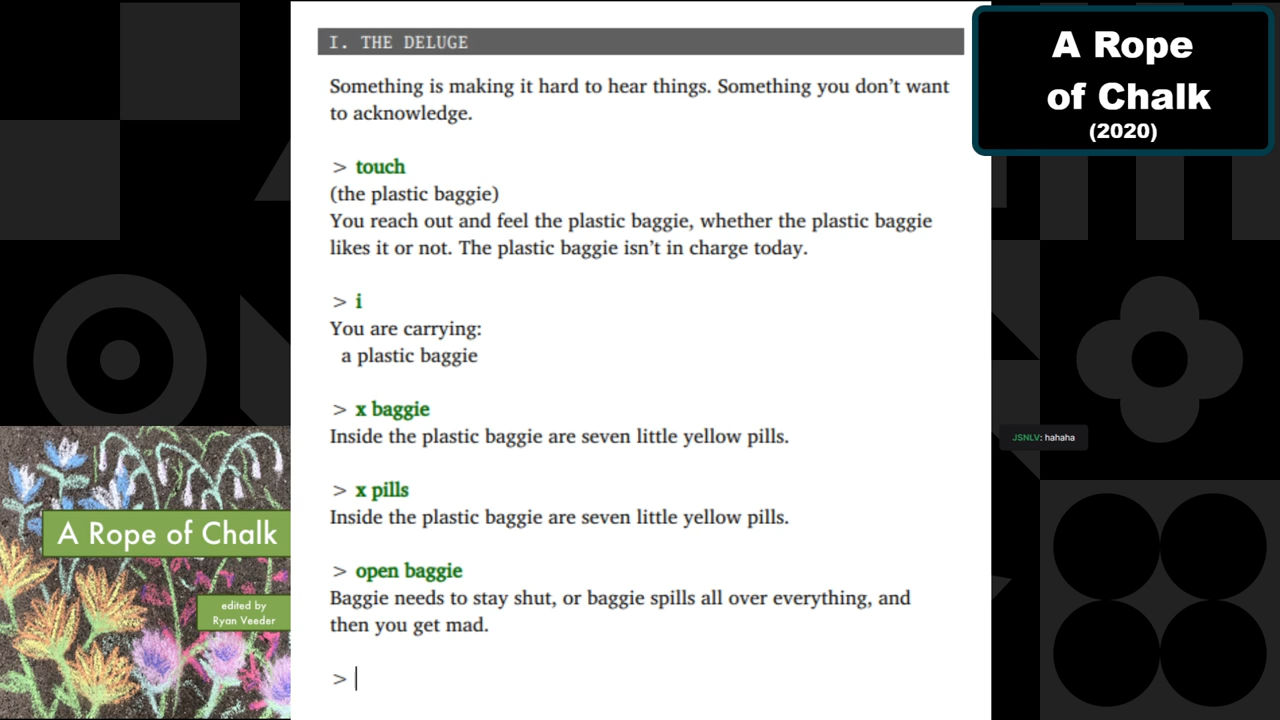 I. THE DELUGE
Something is making it hard to hear things. Something you don’t want
to acknowledge.
> touch
(the plastic baggie)
You reach out and feel the plastic baggie, whether the plastic baggie
likes it or not. The plastic baggie isn’t in charge today.
> i
You are carrying:
a plastic baggie
> x baggie
Inside the plastic baggie are seven little yellow pills.
> x pills
Inside the plastic baggie are seven little yellow pills.
> open baggie
Baggie needs to stay shut, or baggie spills all over everything, and
then you get mad.
>
A Rope
of Chalk
(2020)
JSNLV: hahaha
A Rope of Chalk
edited by
Ryan Veeder